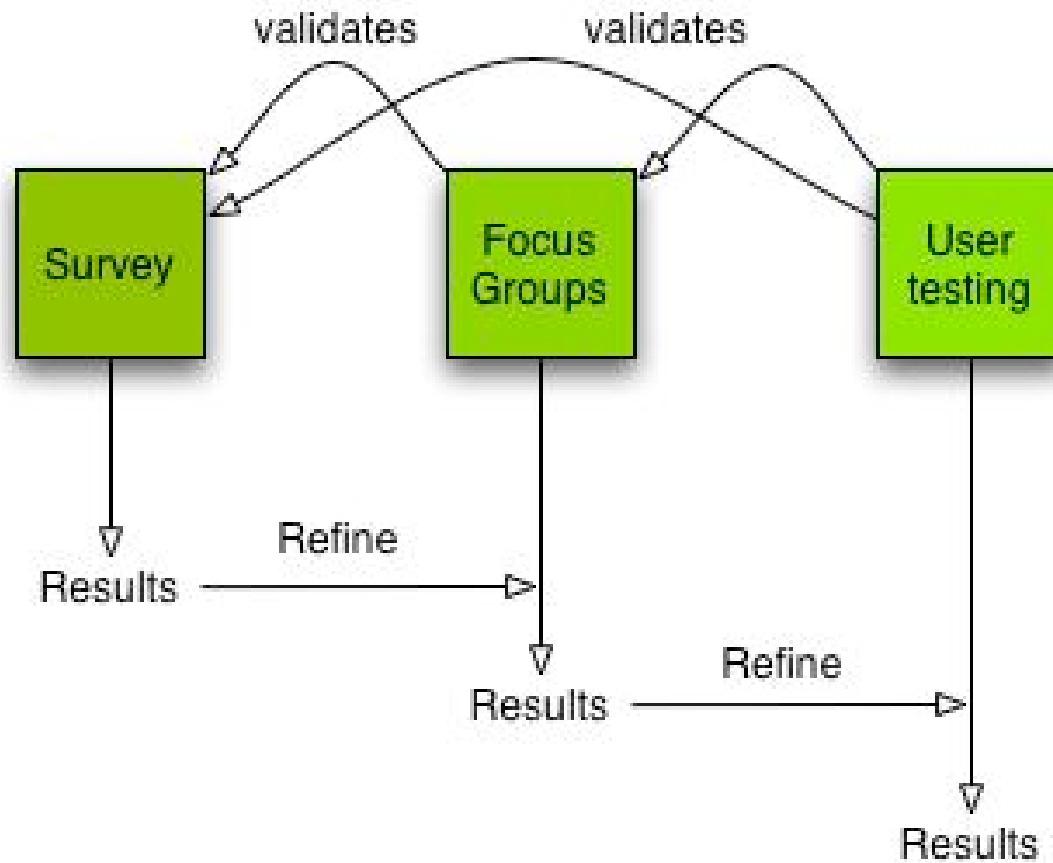 validates
validates
Survey
Focus
Groups
User
testing
Refine
Results
Refine
Results
Results